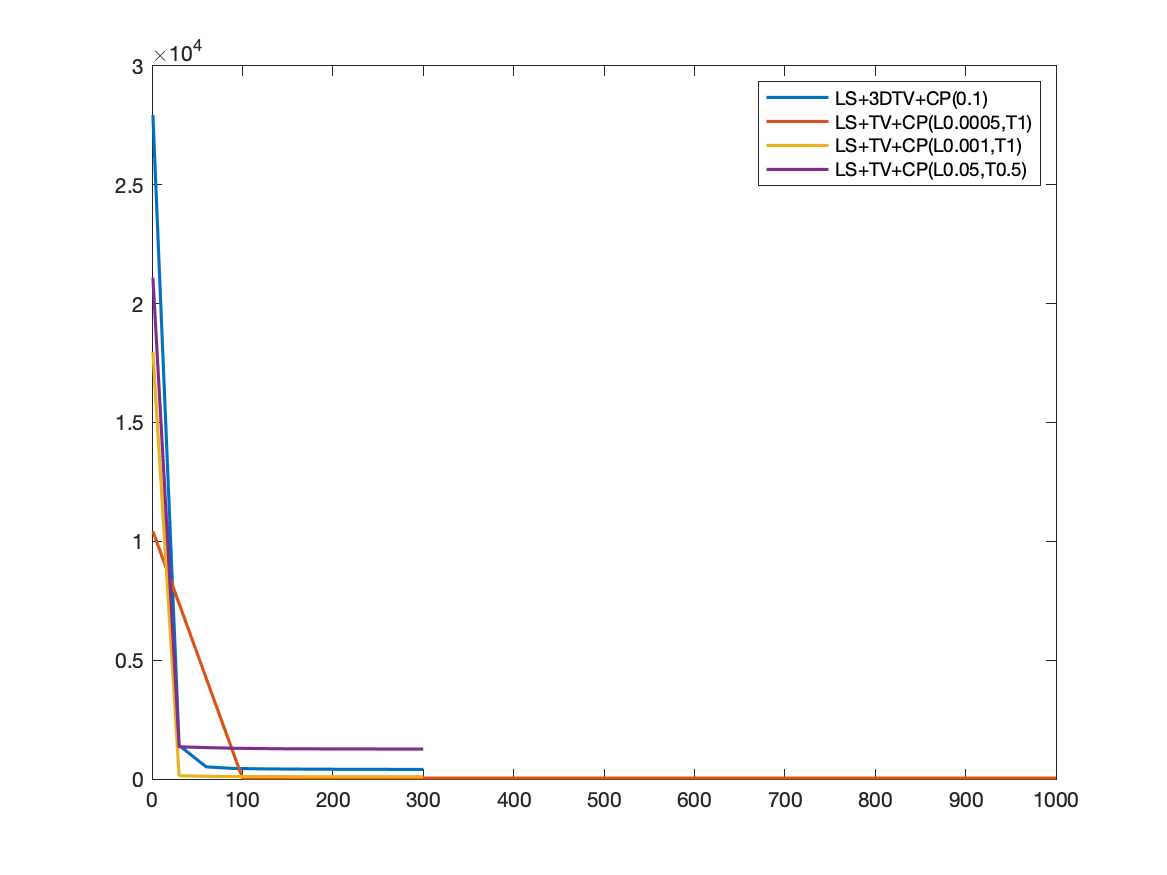 ×10⁴
3
2.5
2
1.5
1
0.5
0
0 100 200 300 400 500 600 700 800 900 1000
LS+3DTV+CP(0.1)
LS+TV+CP(L0.0005,T1)
LS+TV+CP(L0.001,T1)
LS+TV+CP(L0.05,T0.5)